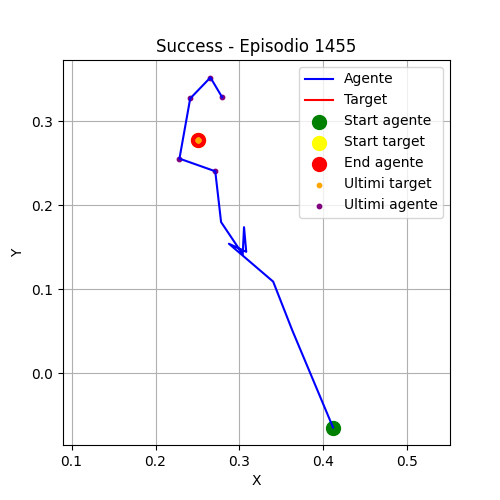 Success - Episodio 1455
Agente
Target
Start agente
Start target
End agente
Ultimi target
Ultimi agente
Y
0.3
0.2
0.1
0.0
0.1
0.2
0.3
0.4
0.5
X